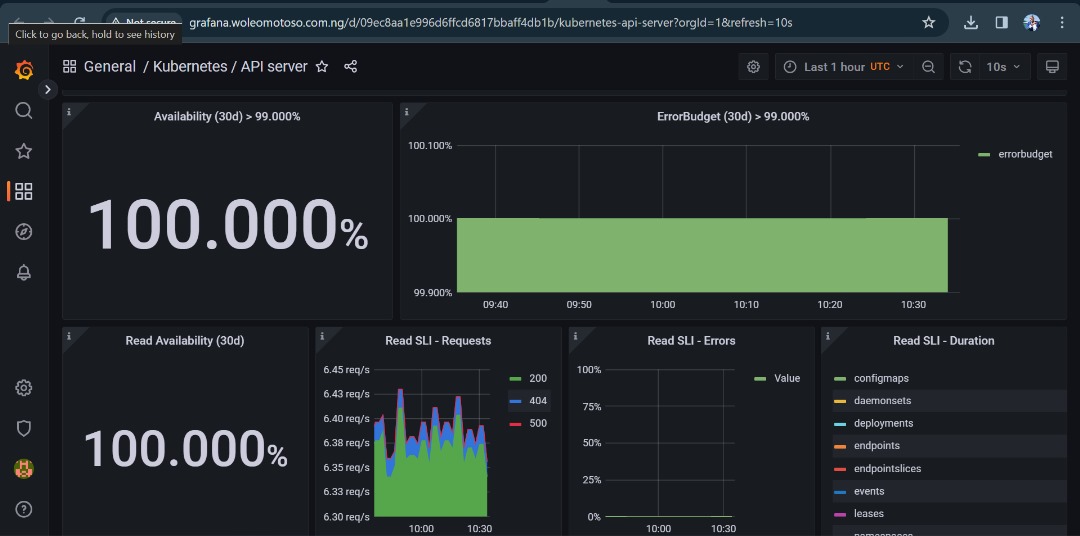 Not secure grafana.woleomotoso.com.ng/d/09ec8aa1e996d6ffcd6817bbaff4db1b/kubernetes-api-server?orgId=1&refresh=10s
Click to go back, hold to see history
General / Kubernetes / API server
Last 1 hour UTC
10s
Availability (30d) > 99.000%
100.000%
ErrorBudget (30d) > 99.000%
100.100%
100.000%
99.900%
09:40 09:50 10:00 10:10 10:20 10:30
errorbudget
Read Availability (30d)
100.000%
Read SLI - Requests
6.45 req/s
6.43 req/s
6.40 req/s
6.38 req/s
6.35 req/s
6.33 req/s
6.30 req/s
10:00 10:30
200
404
500
Read SLI - Errors
100%
75%
50%
25%
0%
10:00 10:30
Value
Read SLI - Duration
configmaps
daemonsets
deployments
endpoints
endpointslices
events
leases